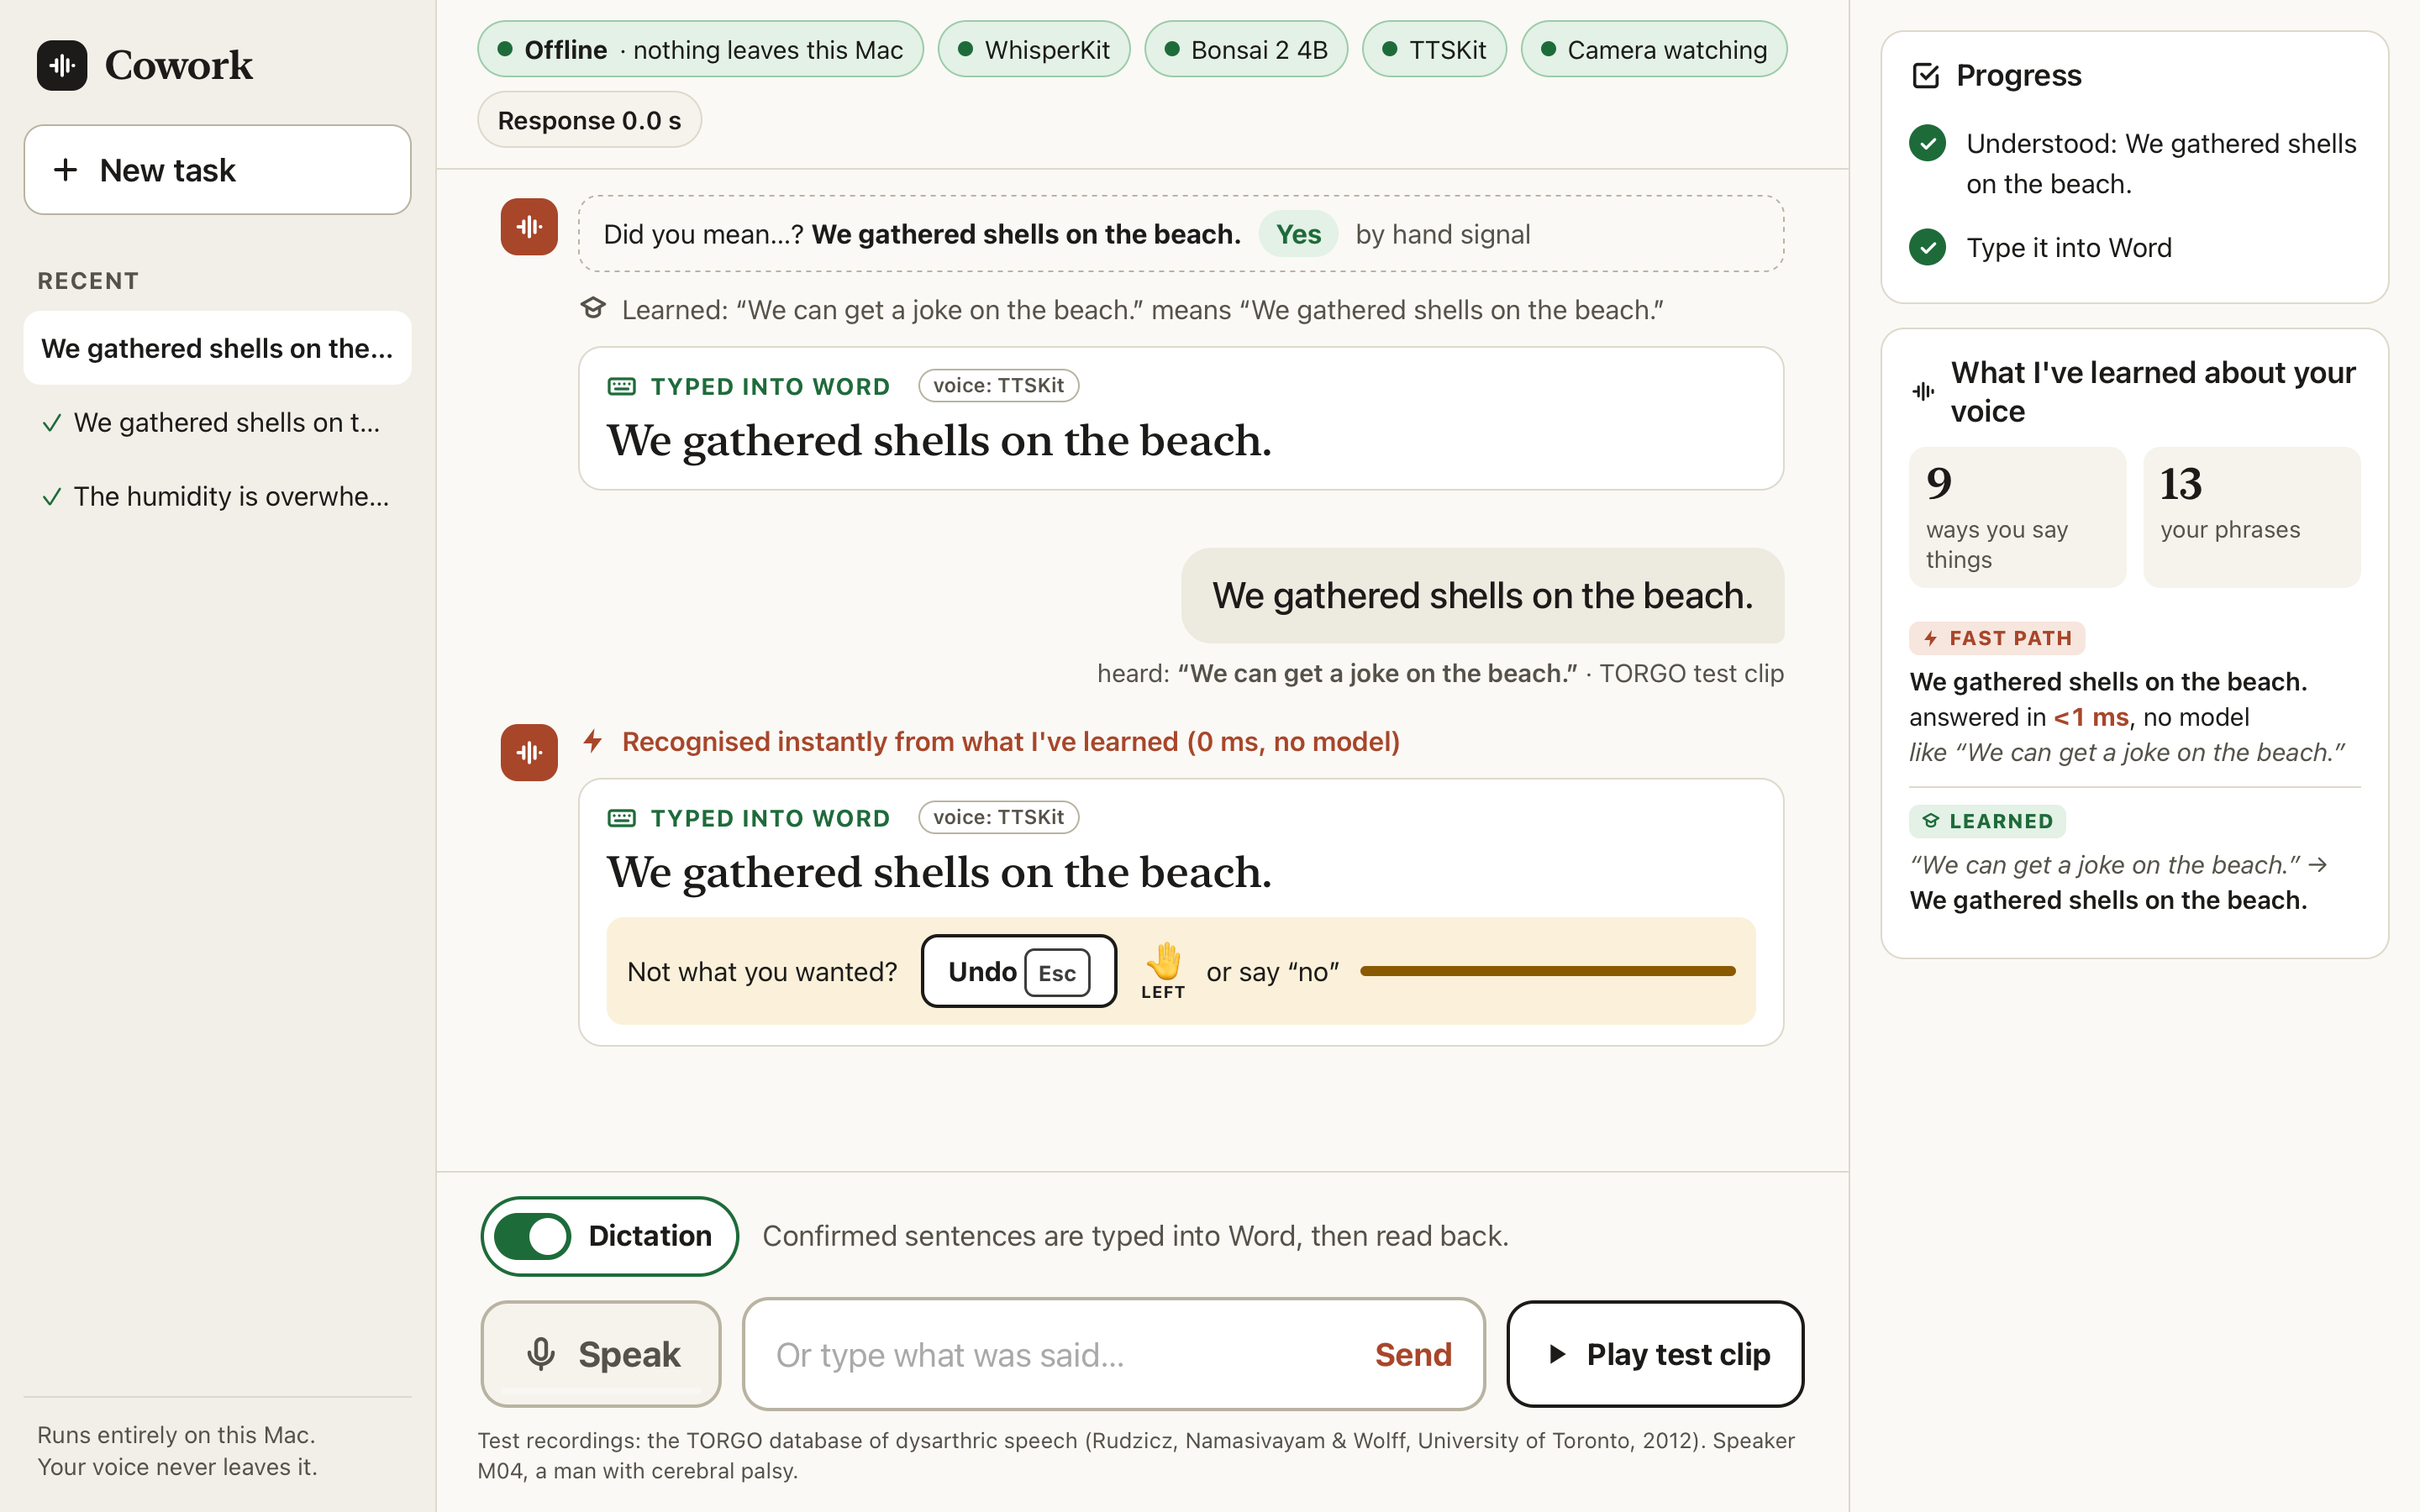 Cowork
New task
RECENT
We gathered shells on the...
We gathered shells on t...
The humidity is overwhe...
Runs entirely on this Mac.
Your voice never leaves it.
Offline · nothing leaves this Mac
WhisperKit
Bonsai 2 4B
TTSKit
Camera watching
Response 0.0 s
Did you mean...? We gathered shells on the beach. Yes by hand signal
Learned: “We can get a joke on the beach.” means “We gathered shells on the beach.”
TYPED INTO WORD voice: TTSKit
We gathered shells on the beach.
We gathered shells on the beach.
heard: “We can get a joke on the beach.” · TORGO test clip
Recognised instantly from what I've learned (0 ms, no model)
TYPED INTO WORD voice: TTSKit
We gathered shells on the beach.
Not what you wanted? Undo Esc LEFT or say “no”
Dictation
Confirmed sentences are typed into Word, then read back.
Speak
Or type what was said...
Send
Play test clip
Test recordings: the TORGO database of dysarthric speech (Rudzicz, Namasivayam & Wolff, University of Toronto, 2012). Speaker
M04, a man with cerebral palsy.
Progress
Understood: We gathered shells
on the beach.
Type it into Word
What I've learned about your
voice
9
ways you say
things
13
your phrases
FAST PATH
We gathered shells on the beach.
answered in <1 ms, no model
like “We can get a joke on the beach.”
LEARNED
“We can get a joke on the beach.” →
We gathered shells on the beach.